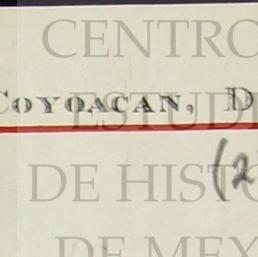 CENTRO
COYOACAN, D
ESTUD
(2
DE HIST
DE MEX